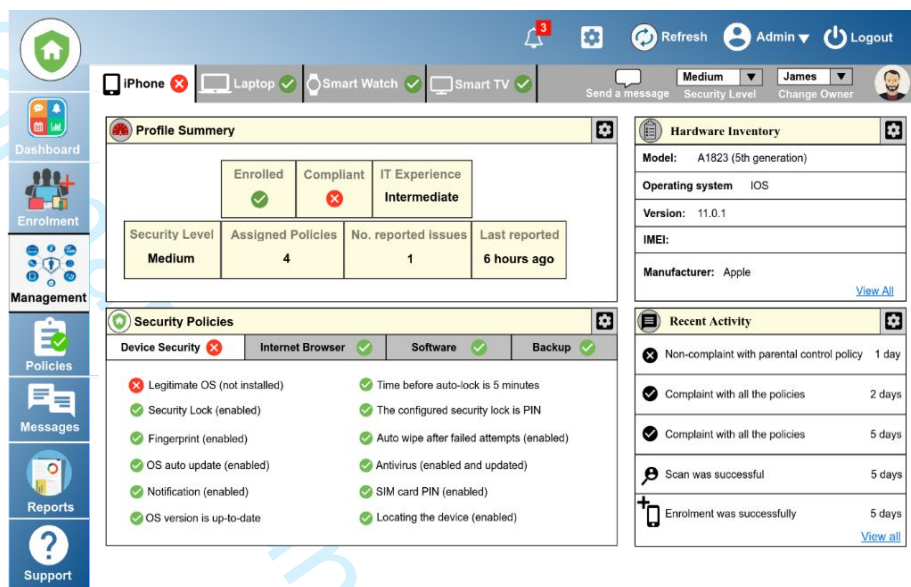 3
Refresh
Admin
Logout
iPhone
Laptop
Smart Watch
Smart TV
Send a message
Medium
Security Level
James
Change Owner
Dashboard
Enrolment
Management
Policies
Messages
Reports
Support
Profile Summery
Enrolled
Compliant
IT Experience
Intermediate
Security Level
Medium
Assigned Policies
4
No. reported issues
1
Last reported
6 hours ago
Hardware Inventory
Model: A1823 (5th generation)
Operating system IOS
Version: 11.0.1
IMEI:
Manufacturer: Apple
View All
Security Policies
Device Security
Internet Browser
Software
Backup
Legitimate OS (not installed)
Security Lock (enabled)
Fingerprint (enabled)
OS auto update (enabled)
Notification (enabled)
OS version is up-to-date
Time before auto-lock is 5 minutes
The configured security lock is PIN
Auto wipe after failed attempts (enabled)
Antivirus (enabled and updated)
SIM card PIN (enabled)
Locating the device (enabled)
Recent Activity
Non-complaint with parental control policy 1 day
Complaint with all the policies 2 days
Complaint with all the policies 5 days
Scan was successful 5 days
Enrolment was successfully 5 days
View all